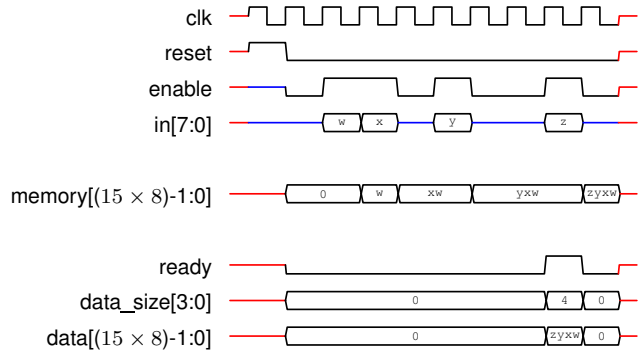 clk
reset
enable
in[7:0] w x y z
memory[(15 × 8)-1:0] 0 w xw yxw zyxw
ready
data_size[3:0] 0 4 0
data[(15 × 8)-1:0] 0 zyxw 0